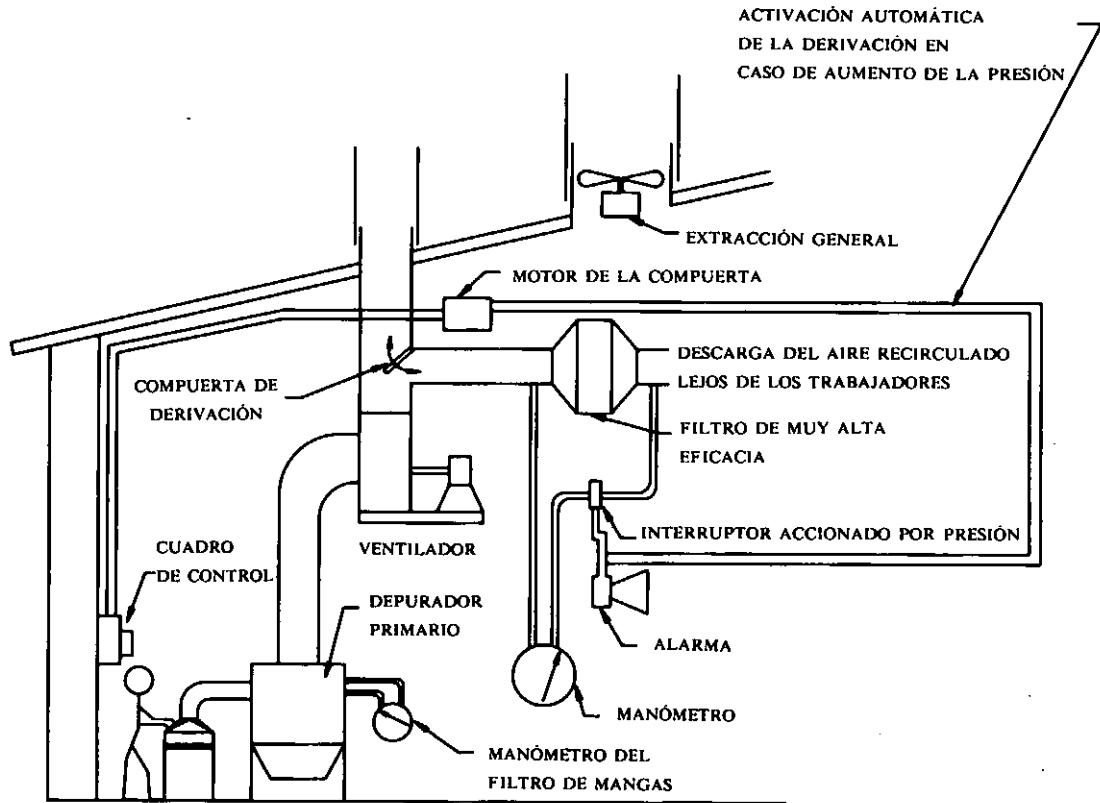 ACTIVACIÓN AUTOMÁTICA
DE LA DERIVACIÓN EN
CASO DE AUMENTO DE LA PRESIÓN
EXTRACCIÓN GENERAL
MOTOR DE LA COMPUERTA
DESCARGA DEL AIRE RECIRCULADO
LEJOS DE LOS TRABAJADORES
COMPUERTA DE
DERIVACIÓN
FILTRO DE MUY ALTA
EFICACIA
INTERRUPTOR ACCIONADO POR PRESIÓN
VENTILADOR
CUADRO
DE CONTROL
DEPURADOR
PRIMARIO
ALARMA
MANÓMETRO
MANÓMETRO DEL
FILTRO DE MANGAS